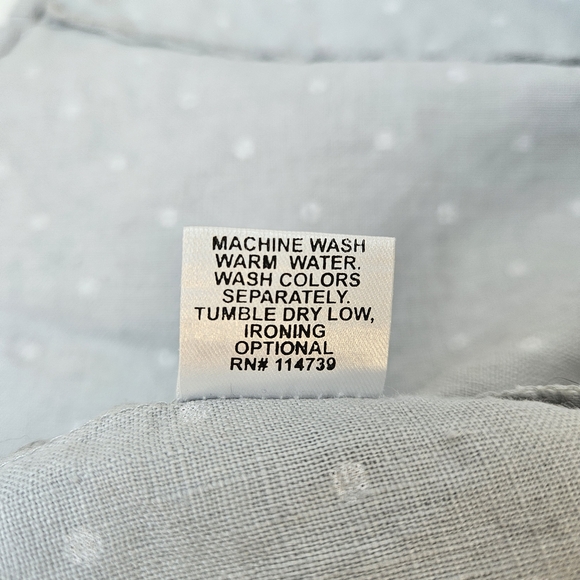 MACHINE WASH
WARM WATER.
WASH COLORS
SEPARATELY.
TUMBLE DRY LOW,
IRONING
OPTIONAL
RN# 114739